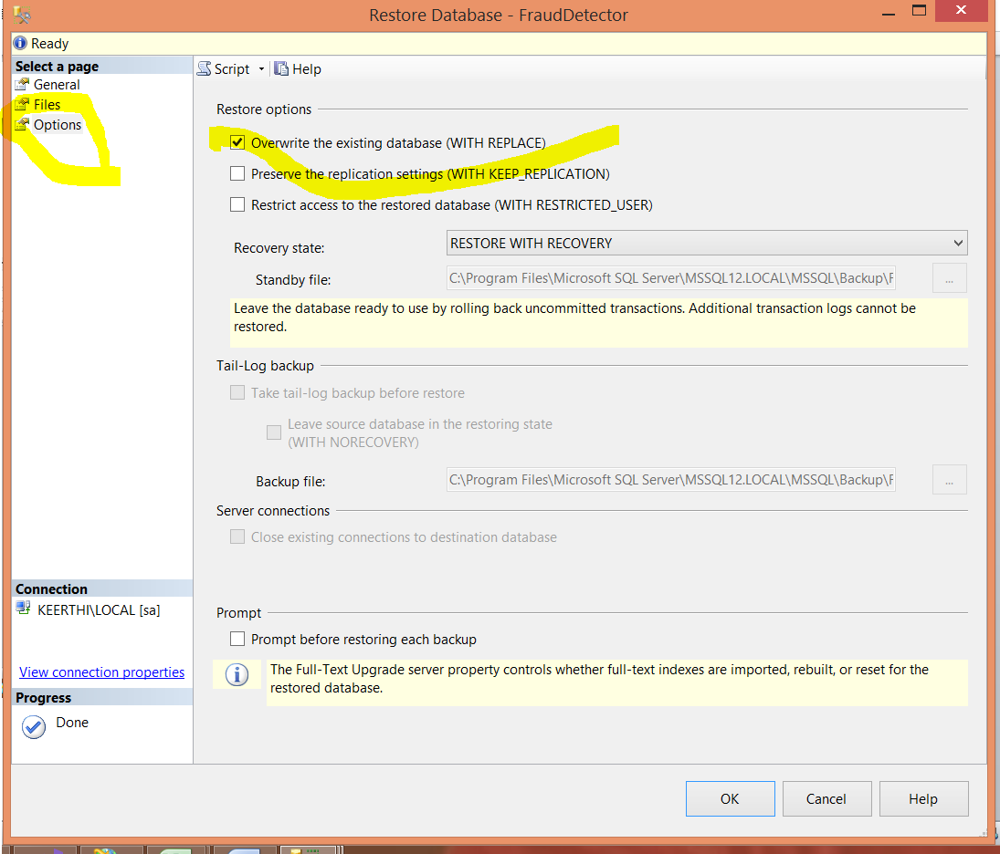 Restore Database - FraudDetector
Ready
Select a page
General
Files
Options
Script
Help
Restore options
Overwrite the existing database (WITH REPLACE)
Preserve the replication settings (WITH KEEP_REPLICATION)
Restrict access to the restored database (WITH RESTRICTED_USER)
Recovery state:
RESTORE WITH RECOVERY
Standby file:
C:\Program Files\Microsoft SQL Server\MSSQL12.LOCAL\MSSQL\Backup\F
...
Leave the database ready to use by rolling back uncommitted transactions. Additional transaction logs cannot be
restored.
Tail-Log backup
Take tail-log backup before restore
Leave source database in the restoring state
(WITH NORECOVERY)
Backup file:
C:\Program Files\Microsoft SQL Server\MSSQL12.LOCAL\MSSQL\Backup\F
...
Server connections
Close existing connections to destination database
Connection
KEERTHI\LOCAL [sa]
View connection properties
Progress
Done
Prompt
Prompt before restoring each backup
The Full-Text Upgrade server property controls whether full-text indexes are imported, rebuilt, or reset for the
restored database.
OK
Cancel
Help